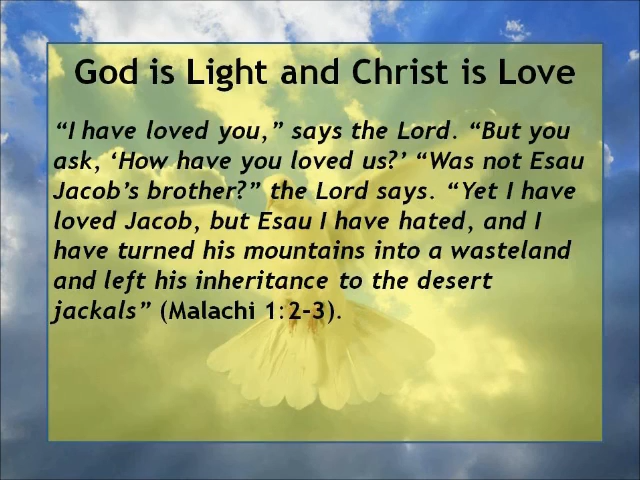 God is Light and Christ is Love
“I have loved you,” says the Lord. “But you
ask, ‘How have you loved us?’ “Was not Esau
Jacob’s brother?” the Lord says. “Yet I have
loved Jacob, but Esau I have hated, and I
have turned his mountains into a wasteland
and left his inheritance to the desert
jackals” (Malachi 1:2-3).